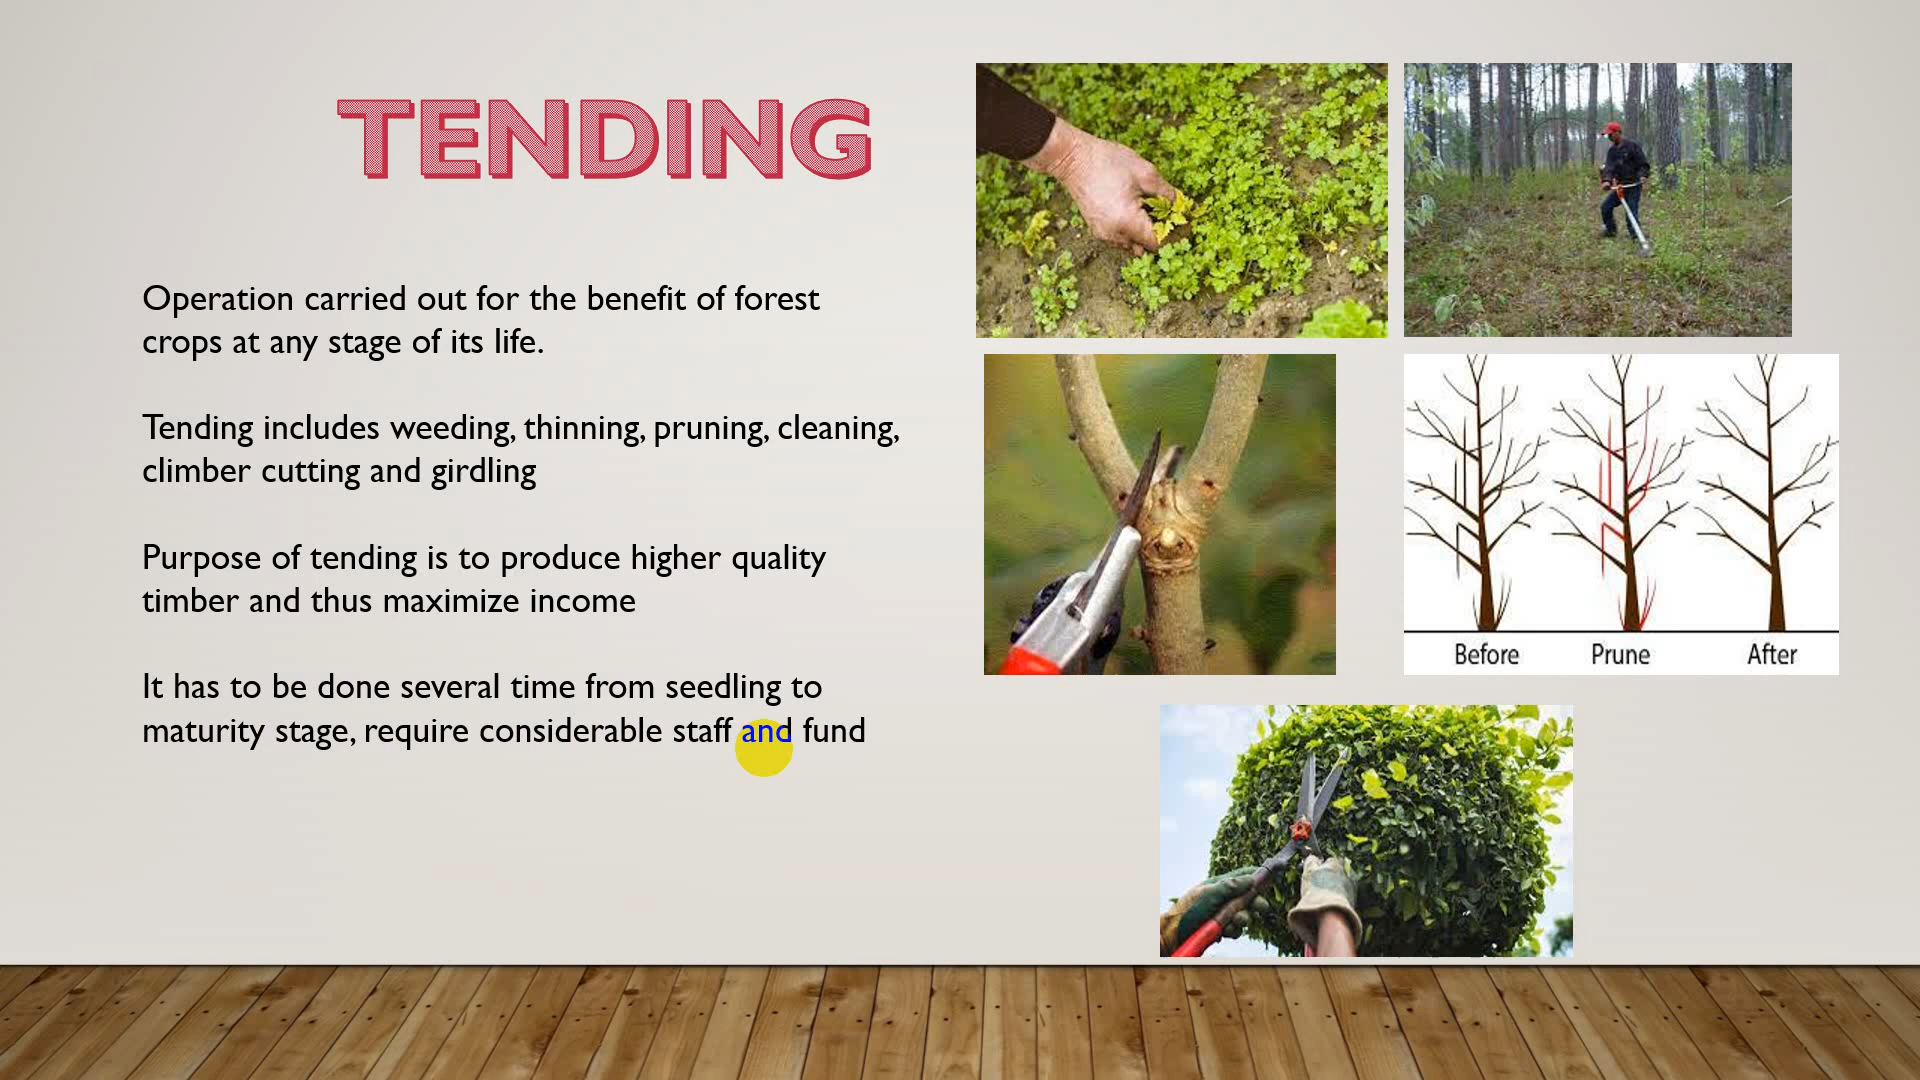 TENDING
Operation carried out for the benefit of forest
crops at any stage of its life.
Tending includes weeding, thinning, pruning, cleaning,
climber cutting and girdling
Purpose of tending is to produce higher quality
timber and thus maximize income
It has to be done several time from seedling to
maturity stage, require considerable staff and fund
Before Prune After